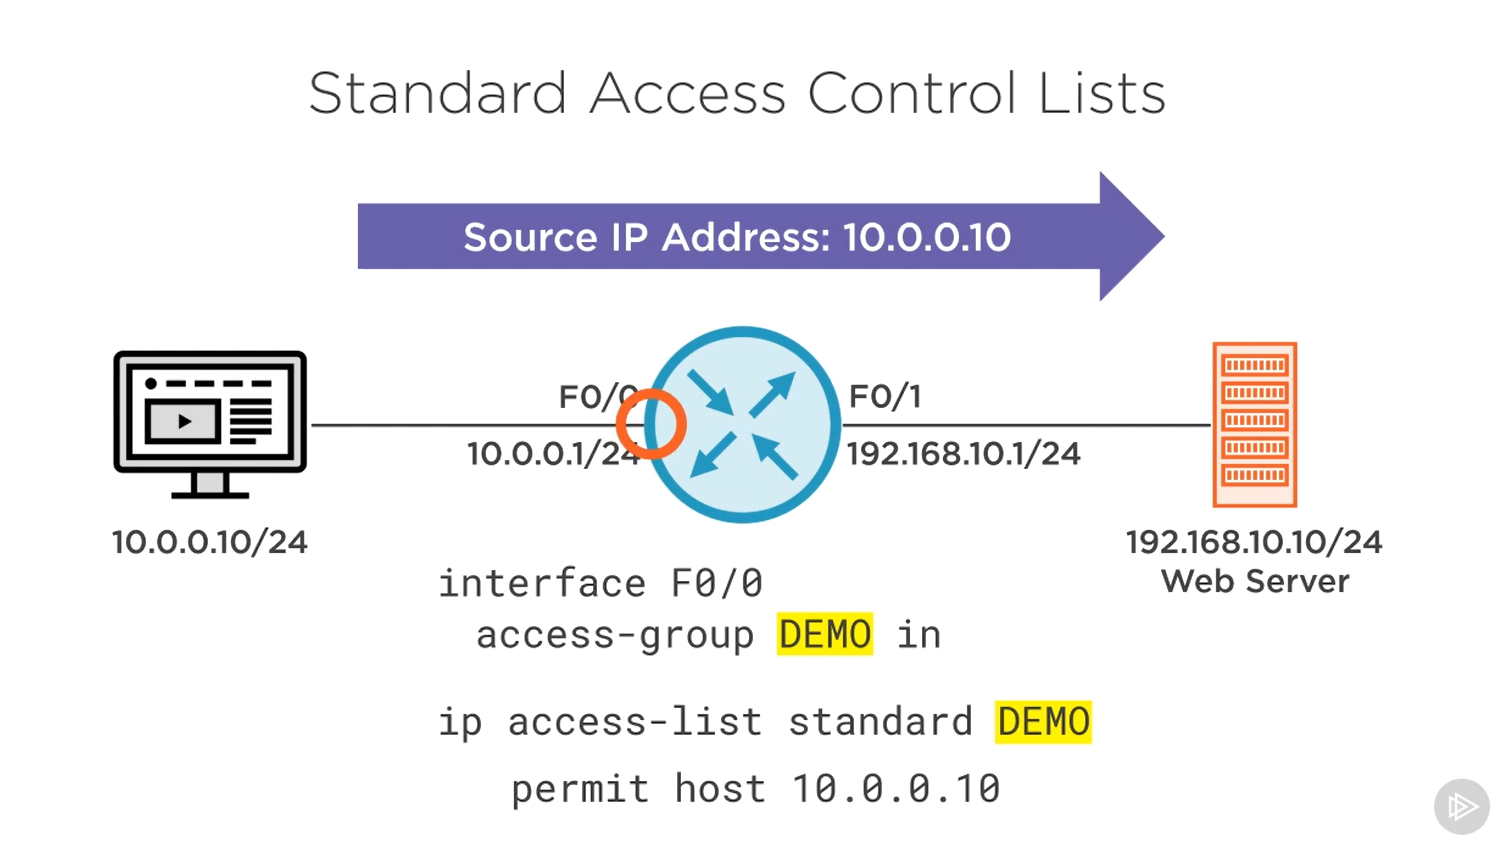 Standard Access Control Lists
Source IP Address: 10.0.0.10
F0/0
F0/1
10.0.0.1/24
192.168.10.1/24
10.0.0.10/24
192.168.10.10/24
Web Server
interface F0/0
access-group DEMO in
ip access-list standard DEMO
permit host 10.0.0.10